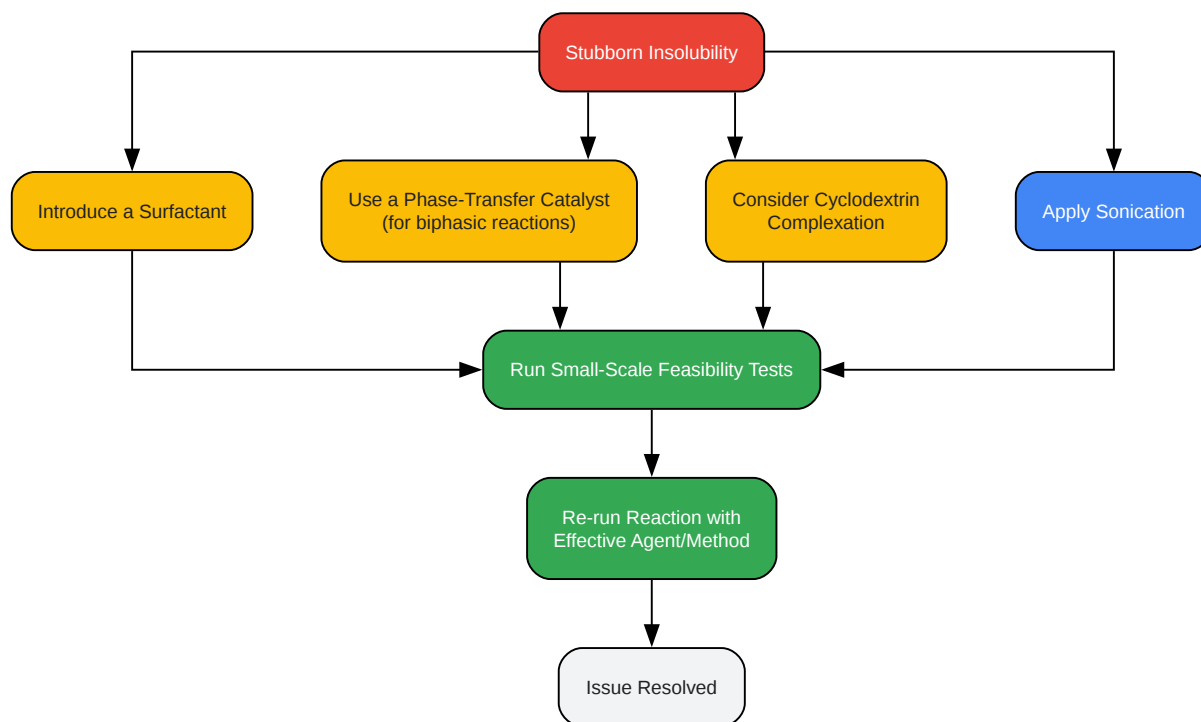 Stubborn Insolubility
Introduce a Surfactant
Use a Phase-Transfer Catalyst
(for biphasic reactions)
Consider Cyclodextrin
Complexation
Apply Sonication
Run Small-Scale Feasibility Tests
Re-run Reaction with
Effective Agent/Method
Issue Resolved